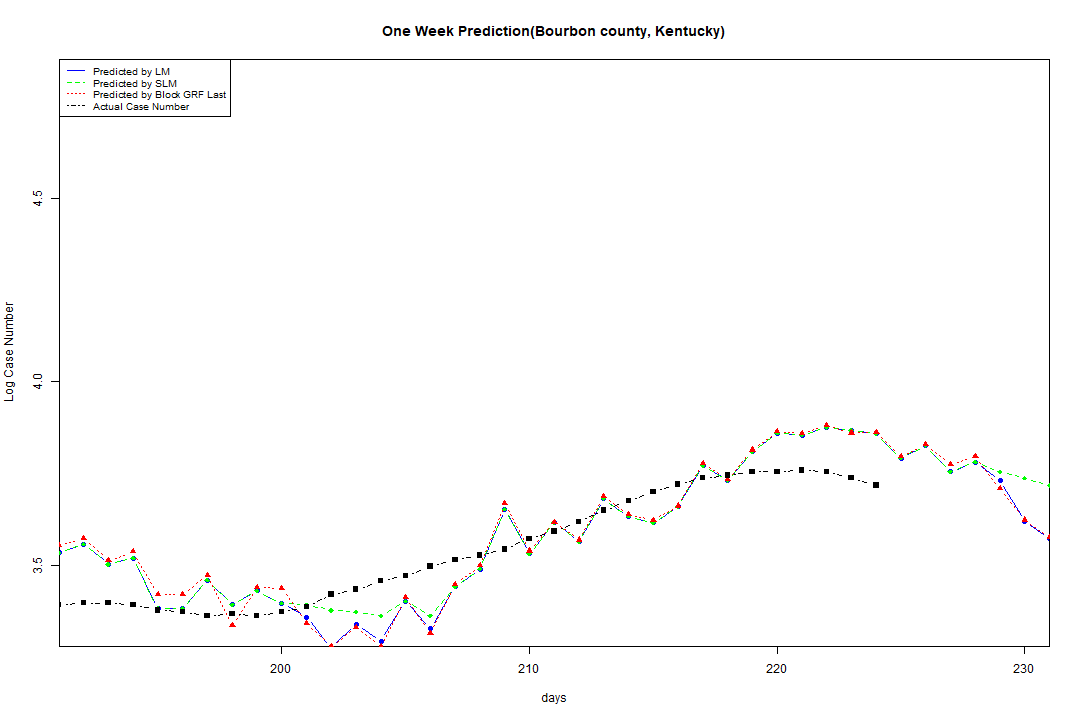 One Week Prediction(Bourbon county, Kentucky)
Predicted by LM
Predicted by SLM
Predicted by Block GRF Last
Actual Case Number
4.5
4.0
3.5
Log Case Number
200 210 220 230
days